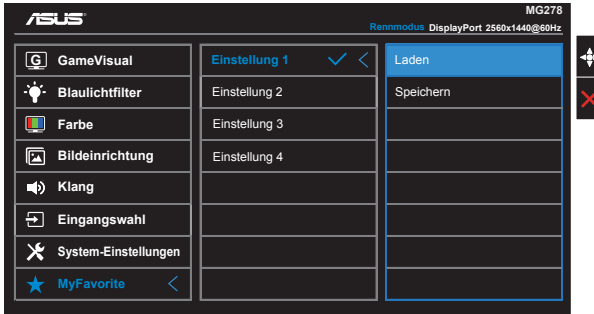 ASUS
MG278
Rennmodus DisplayPort 2560x1440@60Hz
G GameVisual
Blaulichtfilter
Farbe
Bildeinrichtung
Klang
Eingangswahl
System-Einstellungen
MyFavorite
Einstellung 1
Einstellung 2
Einstellung 3
Einstellung 4
Laden
Speichern